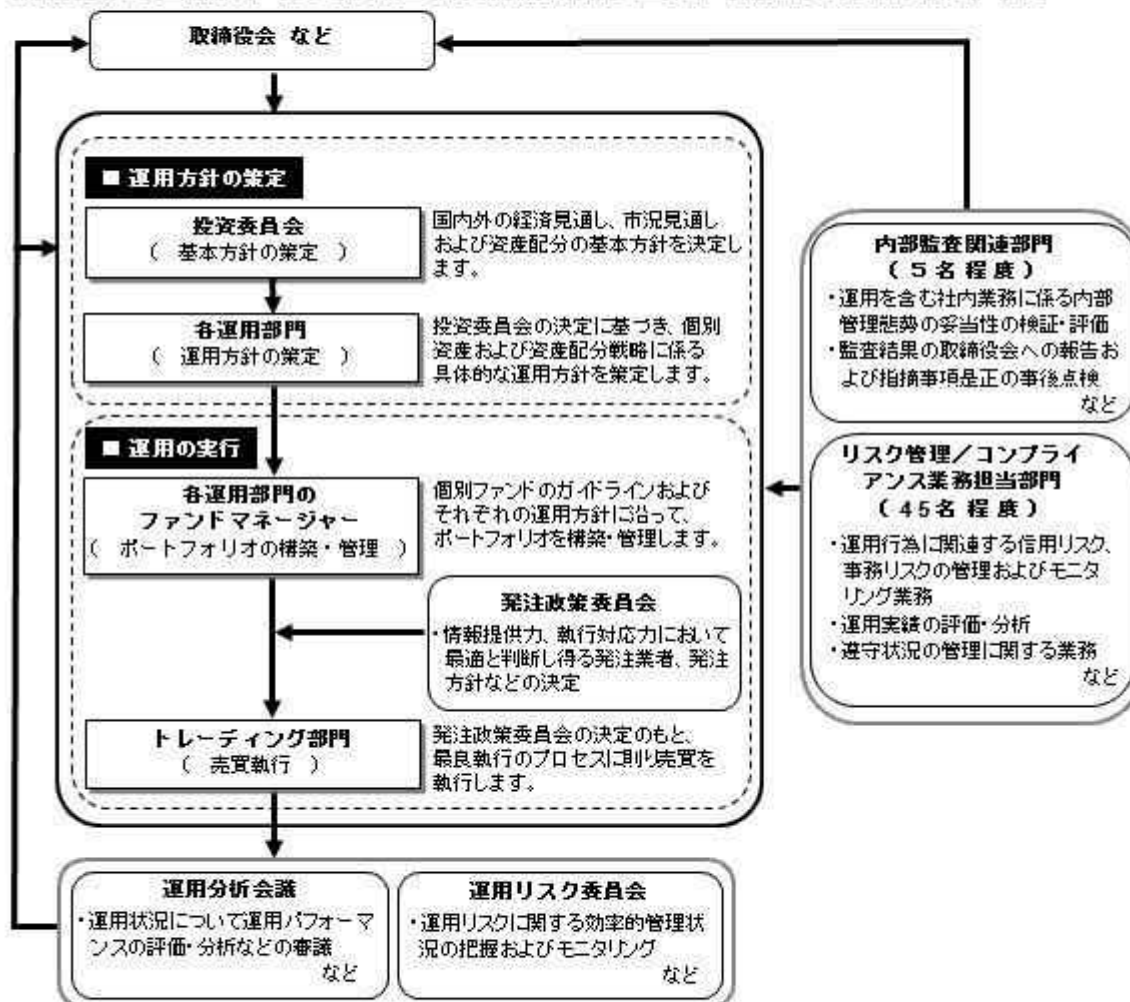 取締役会 など
■ 運用方針の策定
投資委員会
( 基本方針の策定 )
国内外の経済見通し、市況見通し
および資産配分の基本方針を決定し
ます。
各運用部門
( 運用方針の策定 )
投資委員会の決定に基づき、個別
資産および資産配分戦略に係る
具体的な運用方針を策定します。
■ 運用の実行
各運用部門の
ファンドマネージャー
( ポートフォリオの構築・管理 )
個別ファンドのガイドラインおよび
それぞれの運用方針に沿って、
ポートフォリオを構築・管理します。
発注政策委員会
・情報提供力、執行対応力において
最適と判断し得る発注業者、発注
方針などの決定
トレーディング部門
( 売買執行 )
発注政策委員会の決定のもと、
最良執行のプロセスに則り売買を
執行します。
内部監査関連部門
(5名程度)
・運用を含む社内業務に係る内部
管理態勢の妥当性の検証・評価
・監査結果の取締役会への報告お
よび指摘事項是正の事後点検
など
リスク管理/コンプライ
アンス業務担当部門
(45名程度)
・運用行為に関連する信用リスク、
事務リスクの管理およびモニタ
リング業務
・運用実績の評価・分析
・遵守状況の管理に関する業務
など
運用分析会議
・運用状況について運用パフォーマ
ンスの評価・分析などの審議
など
運用リスク委員会
・運用リスクに関する効率的管理状
況の把握およびモニタリング
など